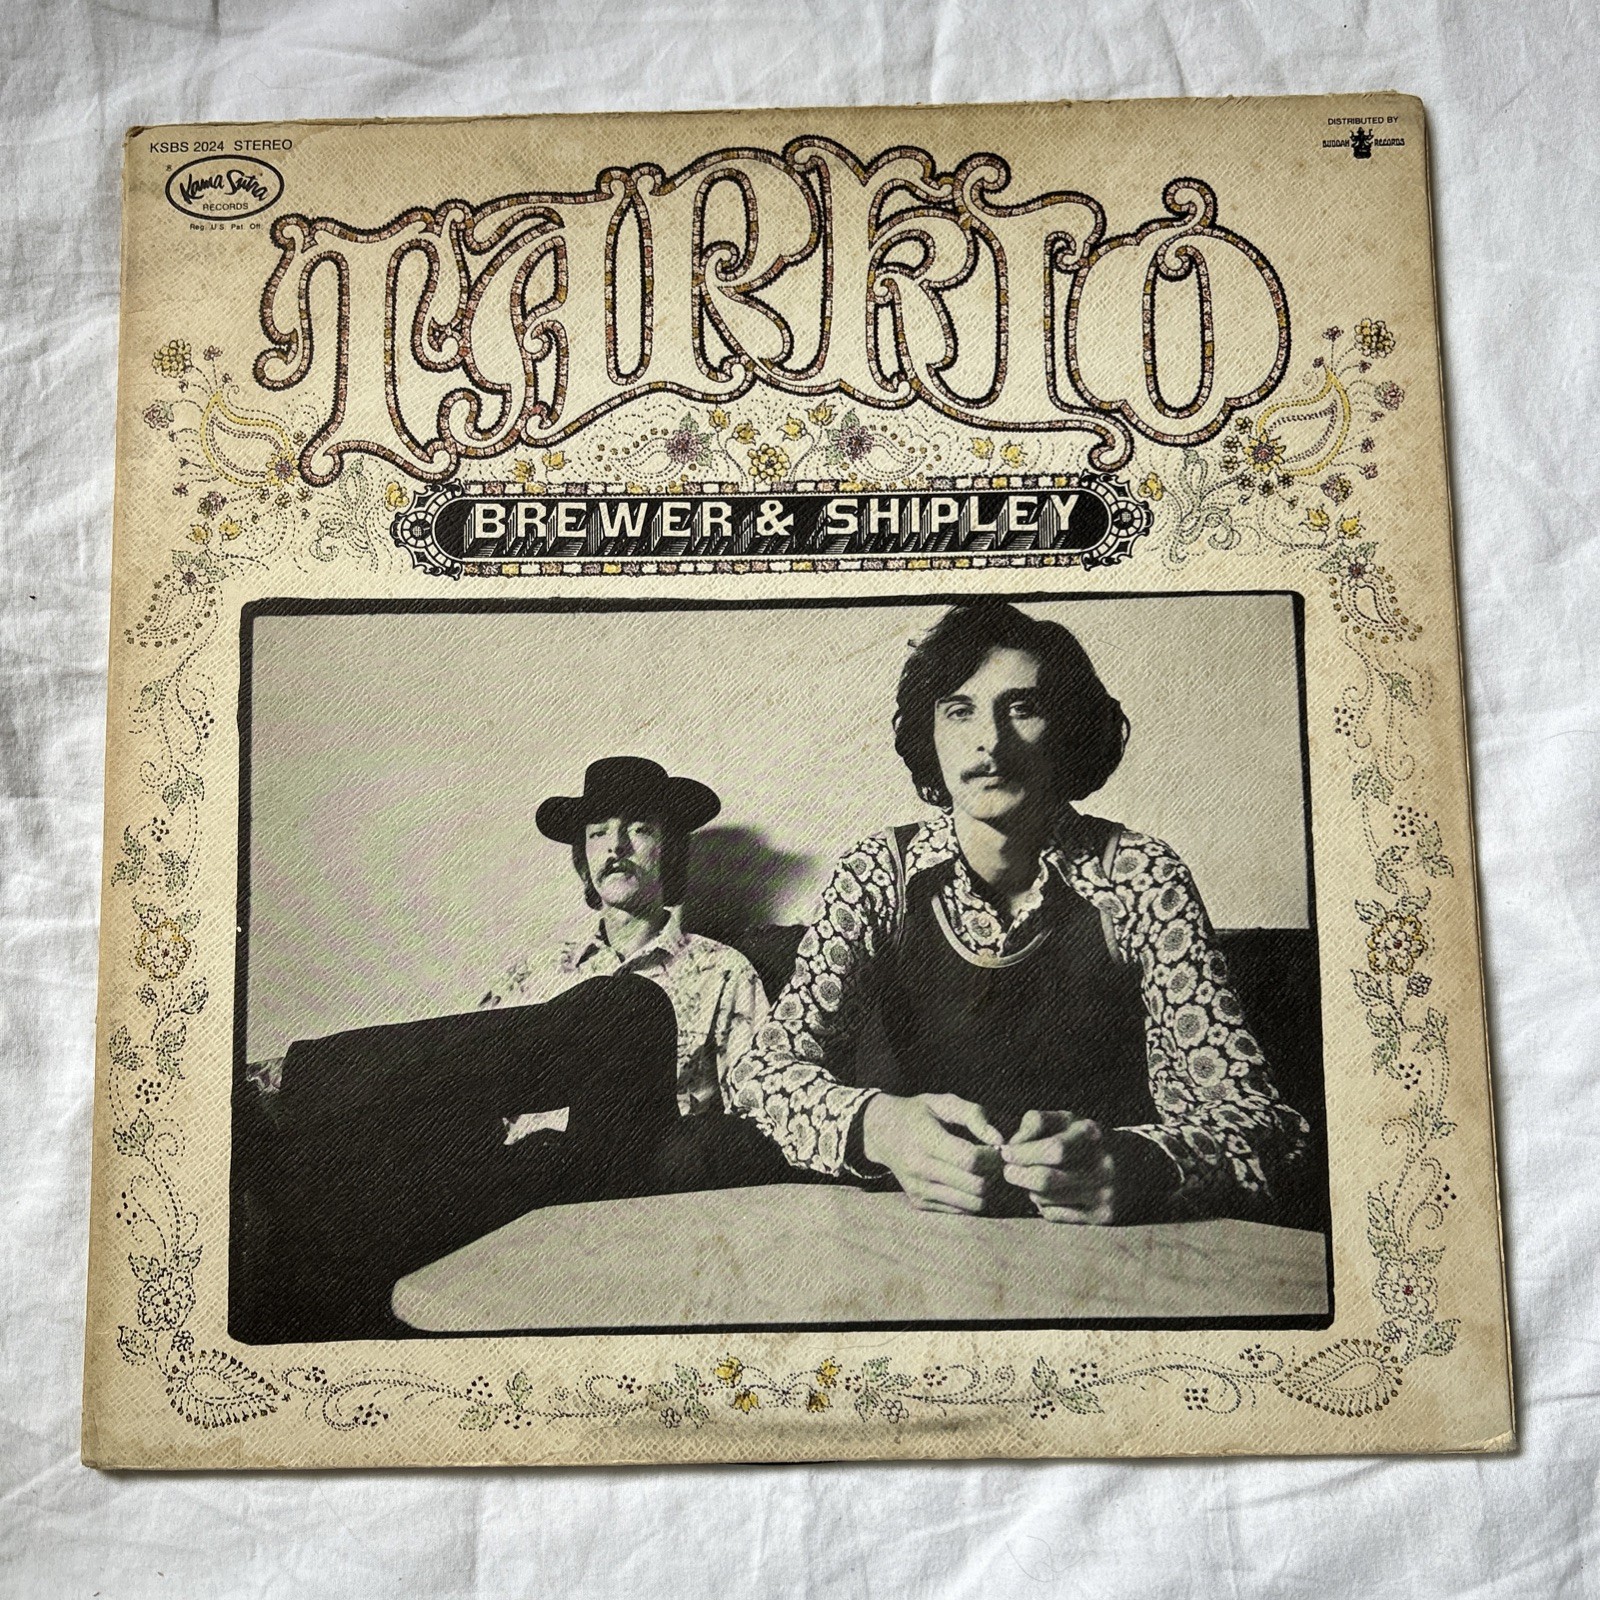 KSBS 2024 STEREO
Kama Sutra
RECORDS
Reg. U.S. Pat. Off.
DISTRIBUTED BY
BUDDAH RECORDS
TARKIO
BREWER & SHIPLEY